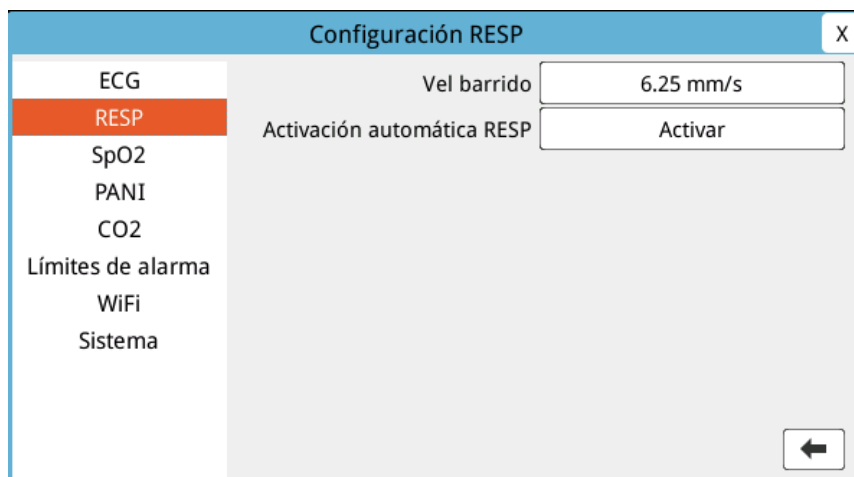 Configuración RESP
X
ECG
RESP
SpO2
PANI
CO2
Límites de alarma
WiFi
Sistema
Vel barrido
6.25 mm/s
Activación automática RESP
Activar